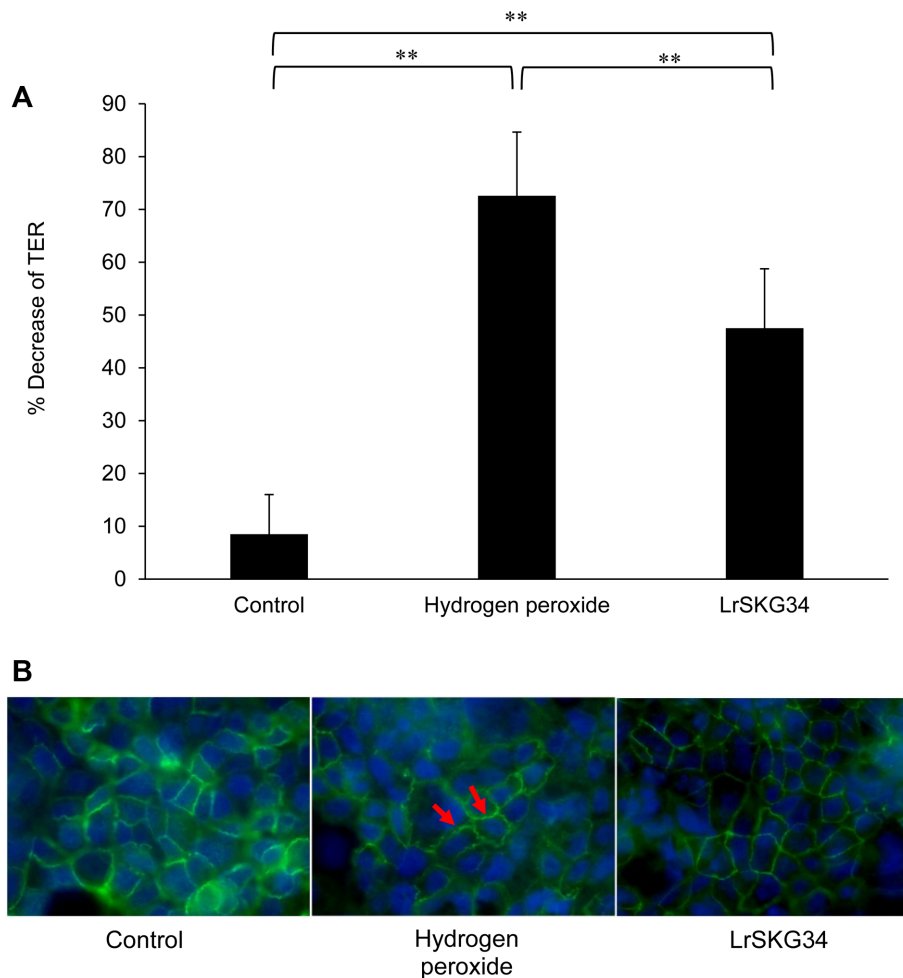 **
** **
A
90
80
70
60
50
40
30
20
10
0
% Decrease of TER
Control Hydrogen peroxide LrSKG34
B
Control Hydrogen peroxide LrSKG34